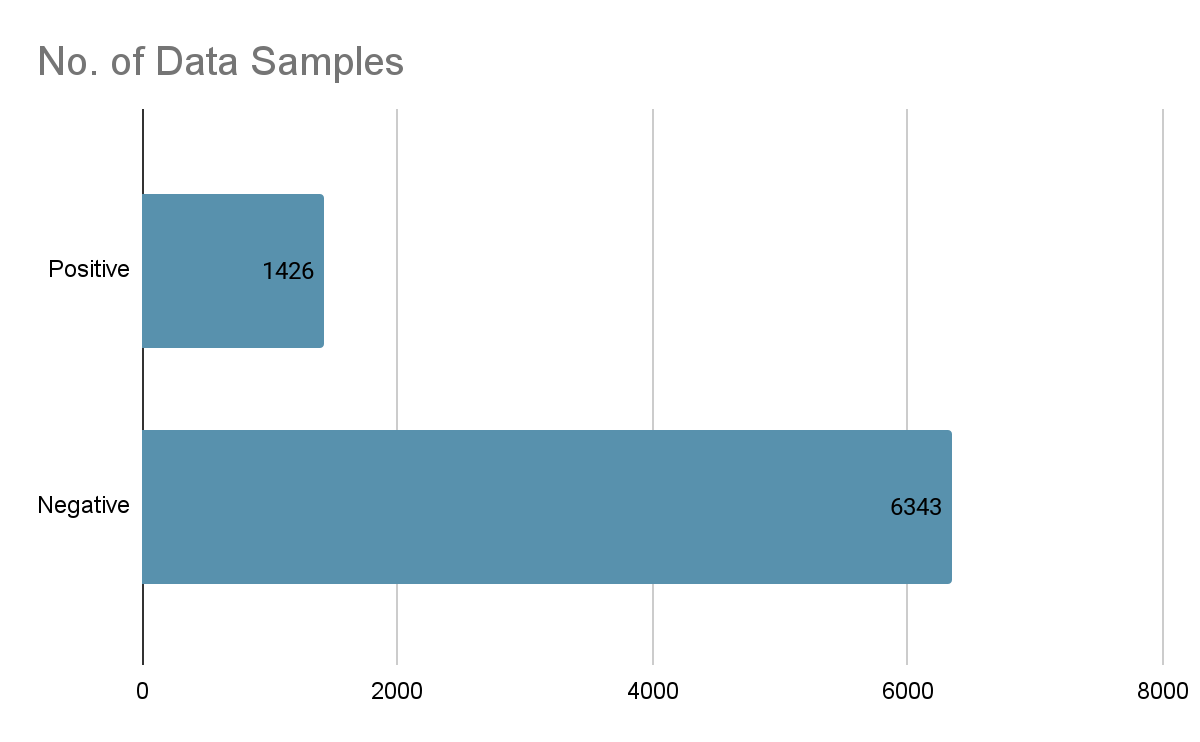 No. of Data Samples
Positive
1426
Negative
6343
0 2000 4000 6000 8000